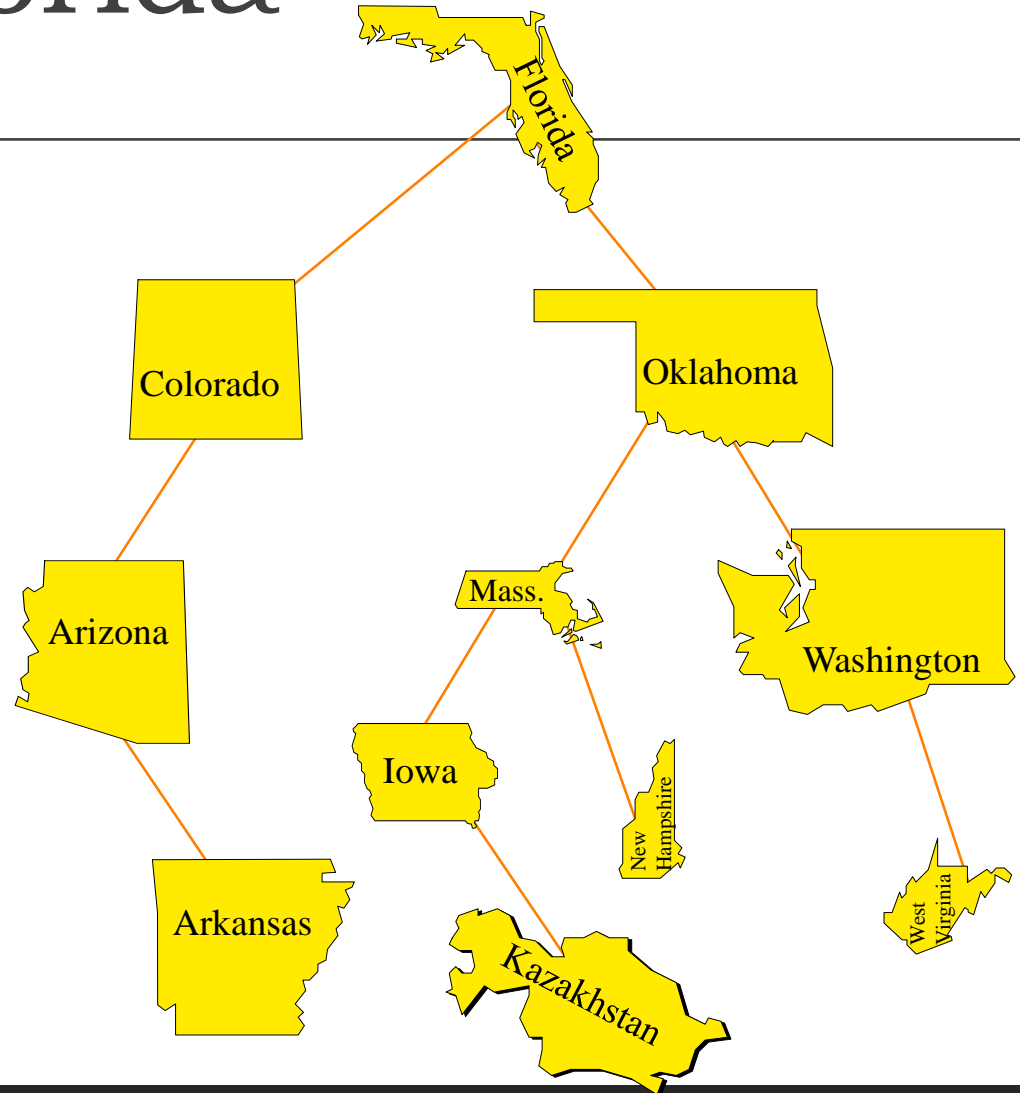 Florida
Colorado
Oklahoma
Mass.
Arizona
Washington
Iowa
New
Hampshire
Arkansas
West
Virginia
Kazakhstan